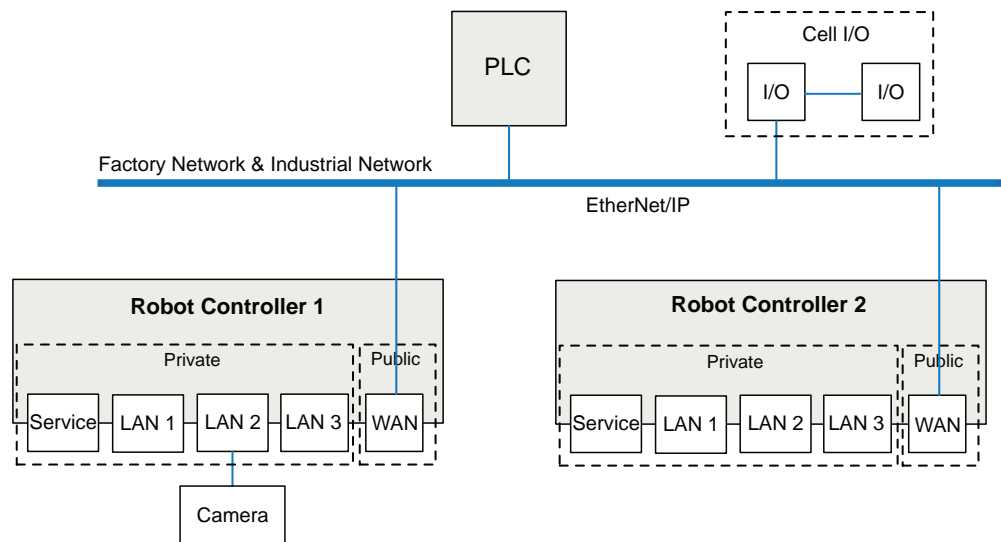 PLC
Cell I/O
I/O
I/O
Factory Network & Industrial Network
EtherNet/IP
Robot Controller 1
Private
Public
Service
LAN 1
LAN 2
LAN 3
WAN
Camera
Robot Controller 2
Private
Public
Service
LAN 1
LAN 2
LAN 3
WAN